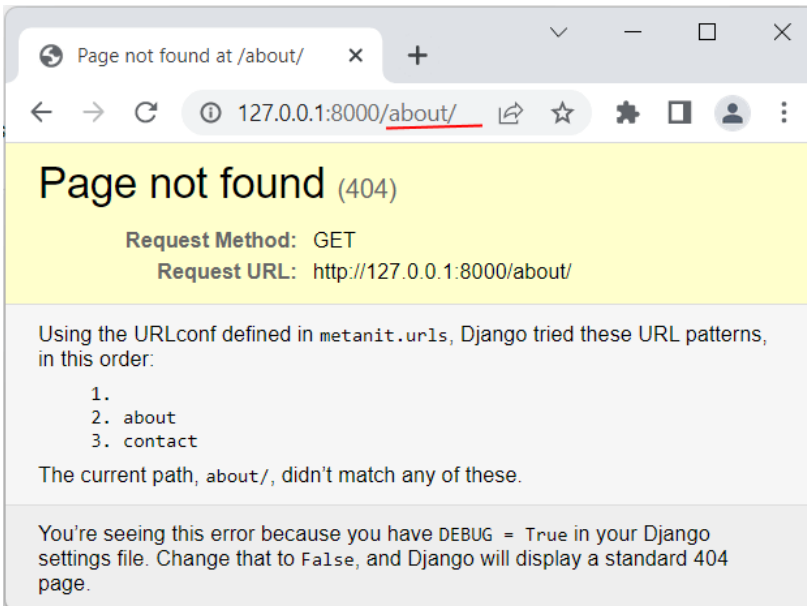 Page not found at /about/
127.0.0.1:8000/about/
Page not found (404)
Request Method: GET
Request URL: http://127.0.0.1:8000/about/
Using the URLconf defined in metanit.urls, Django tried these URL patterns,
in this order:
1.
2. about
3. contact
The current path, about/, didn’t match any of these.
You’re seeing this error because you have DEBUG = True in your Django
settings file. Change that to False, and Django will display a standard 404
page.